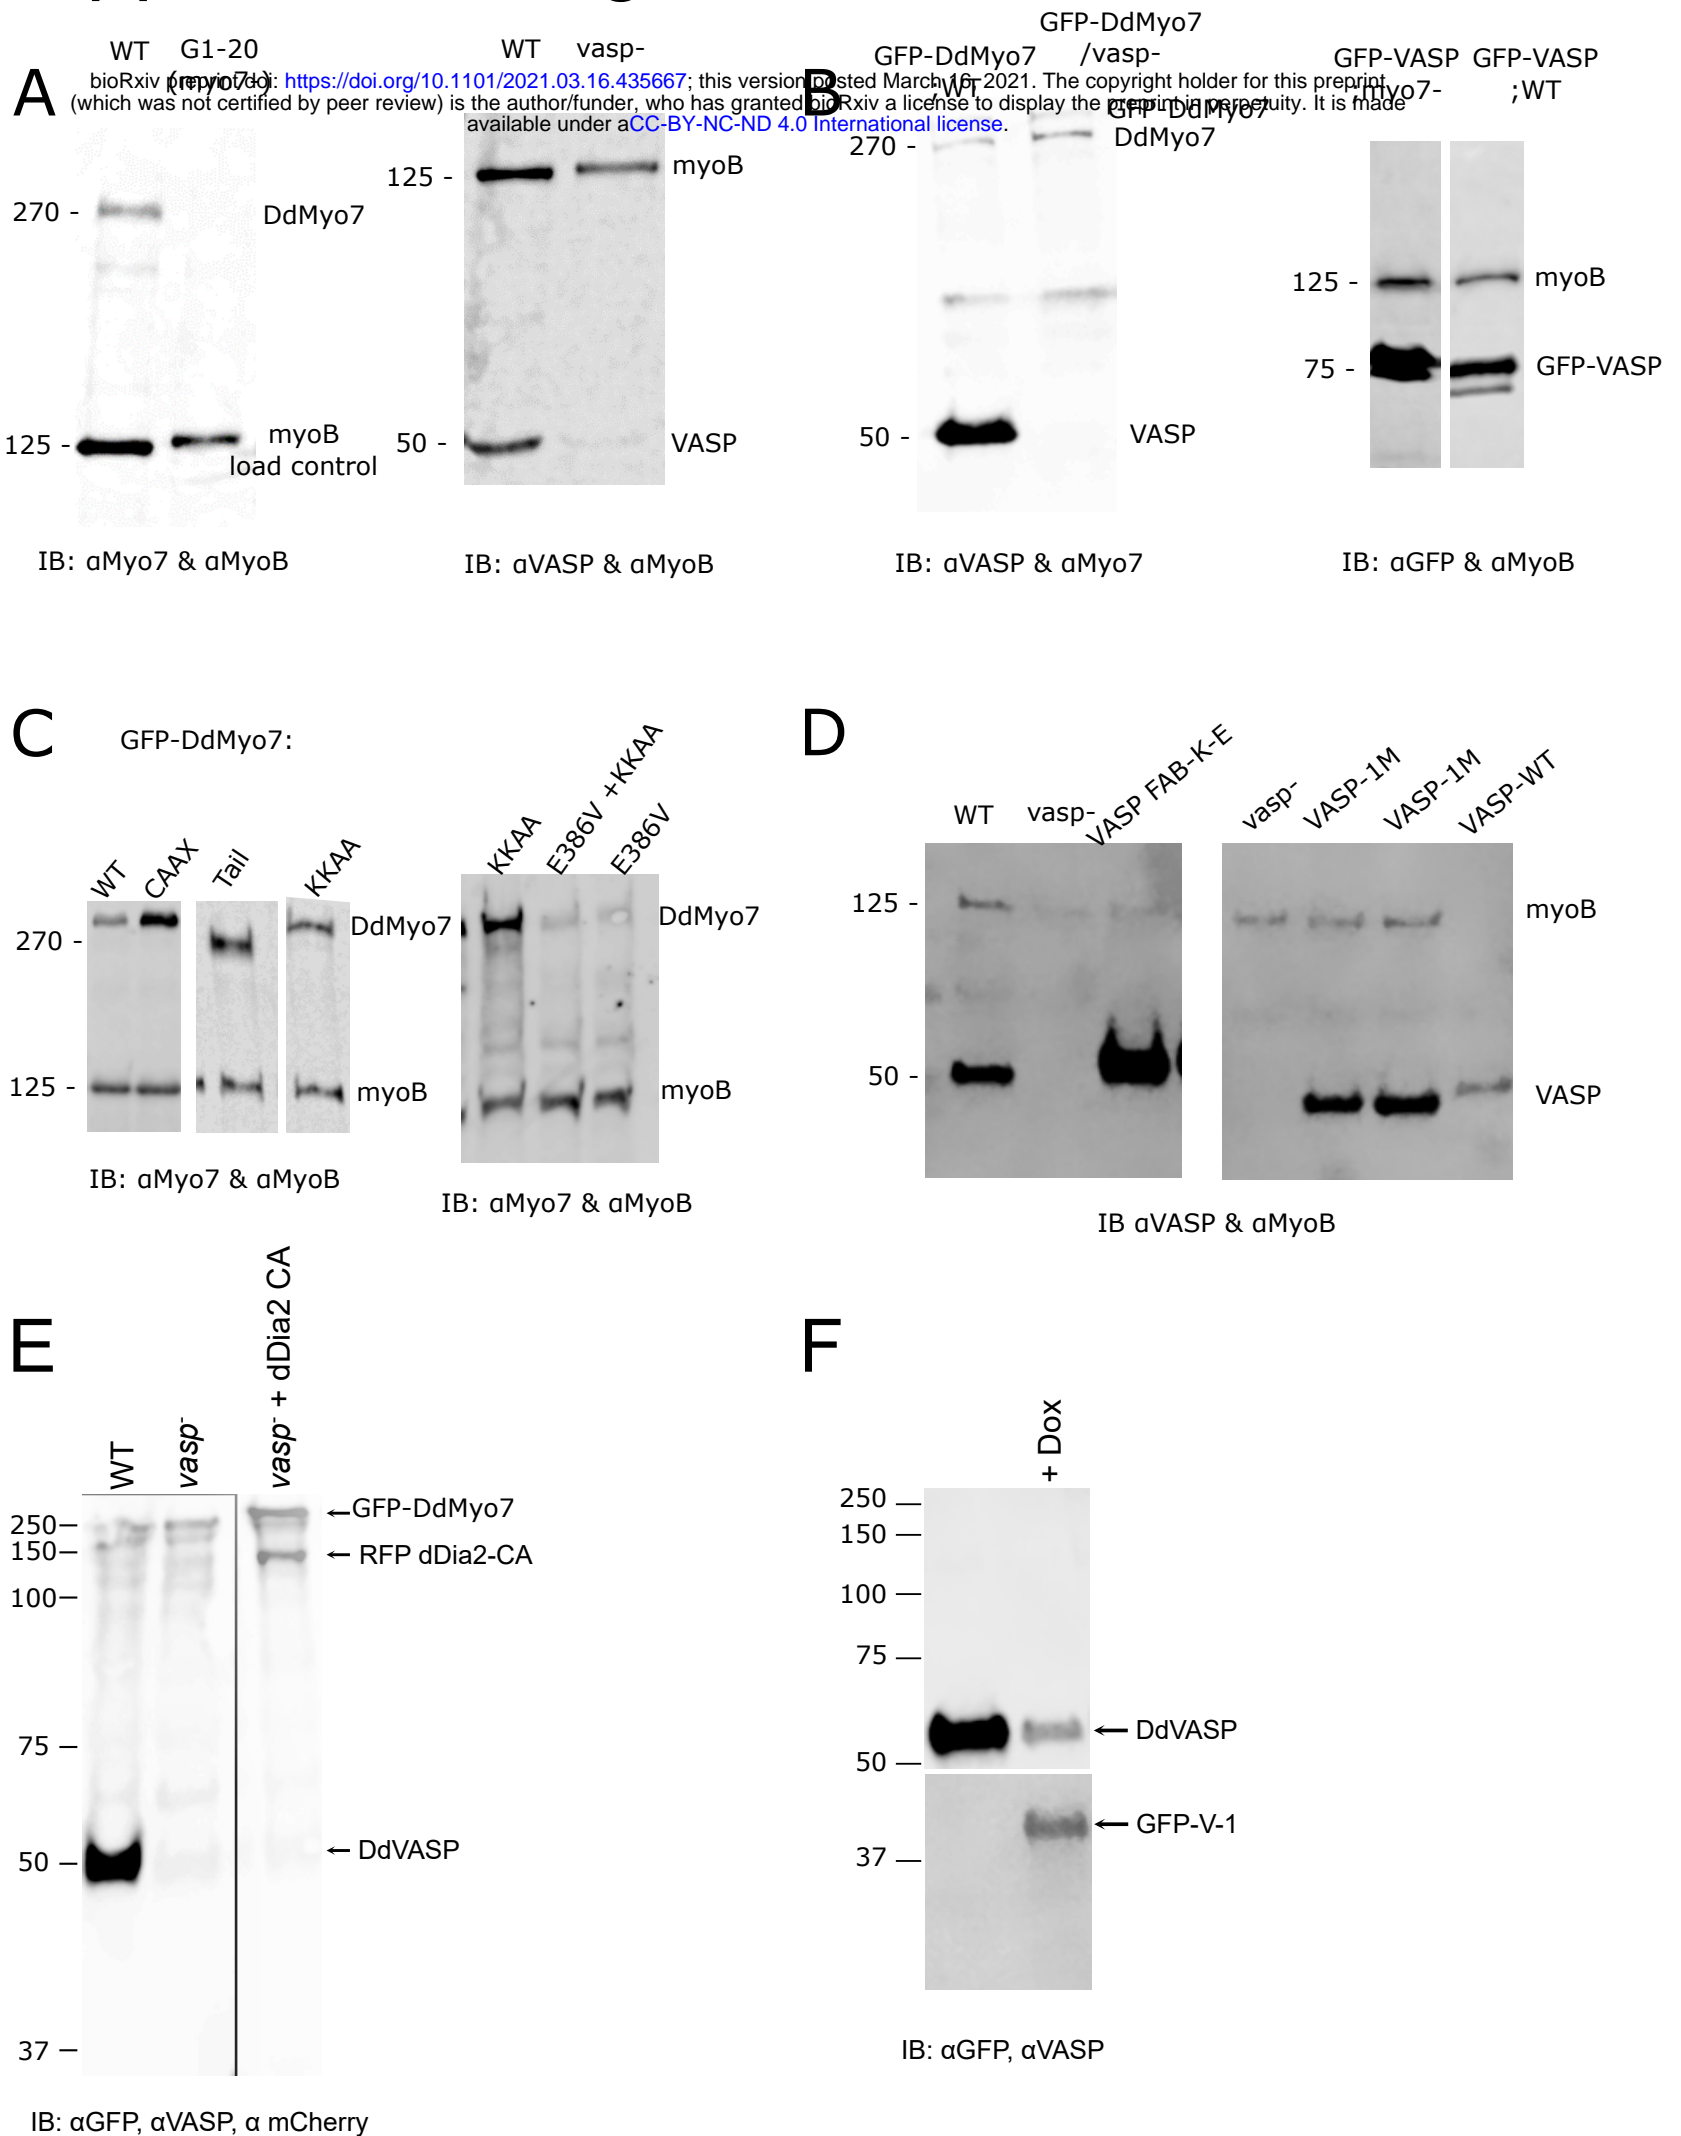 WT G1-20
(myo7-)
WT vasp-
GFP-DdMyo7
;WT
GFP-DdMyo7
/vasp-
GFP-VASP
;myo7-
GFP-VASP
;WT
A
B
bioRxiv preprint doi: https://doi.org/10.1101/2021.03.16.435667; this version posted March 16, 2021. The copyright holder for this preprint
(which was not certified by peer review) is the author/funder, who has granted bioRxiv a license to display the preprint in perpetuity. It is made
available under aCC-BY-NC-ND 4.0 International license.
270 -
DdMyo7
125 -
myoB
load control
IB: αMyo7 & αMyoB
125 -
myoB
50 -
VASP
IB: αVASP & αMyoB
GFP-DdMyo7
270 -
DdMyo7
50 -
VASP
IB: αVASP & αMyo7
125 -
myoB
75 -
GFP-VASP
IB: αGFP & αMyoB
C
GFP-DdMyo7:
WT CAAX Tail KKAA
270 -
DdMyo7
125 -
myoB
IB: αMyo7 & αMyoB
KKAA E386V +KKAA E386V
DdMyo7
myoB
IB: αMyo7 & αMyoB
D
WT vasp- VASP FAB-K-E
vasp- VASP-1M VASP-1M VASP-WT
125 -
myoB
50 -
VASP
IB αVASP & αMyoB
E
WT vasp- vasp- + dDia2 CA
250
150
100
75
50
37
GFP-DdMyo7
RFP dDia2-CA
DdVASP
IB: αGFP, αVASP, α mCherry
F
+ Dox
250
150
100
75
50
37
DdVASP
GFP-V-1
IB: αGFP, αVASP